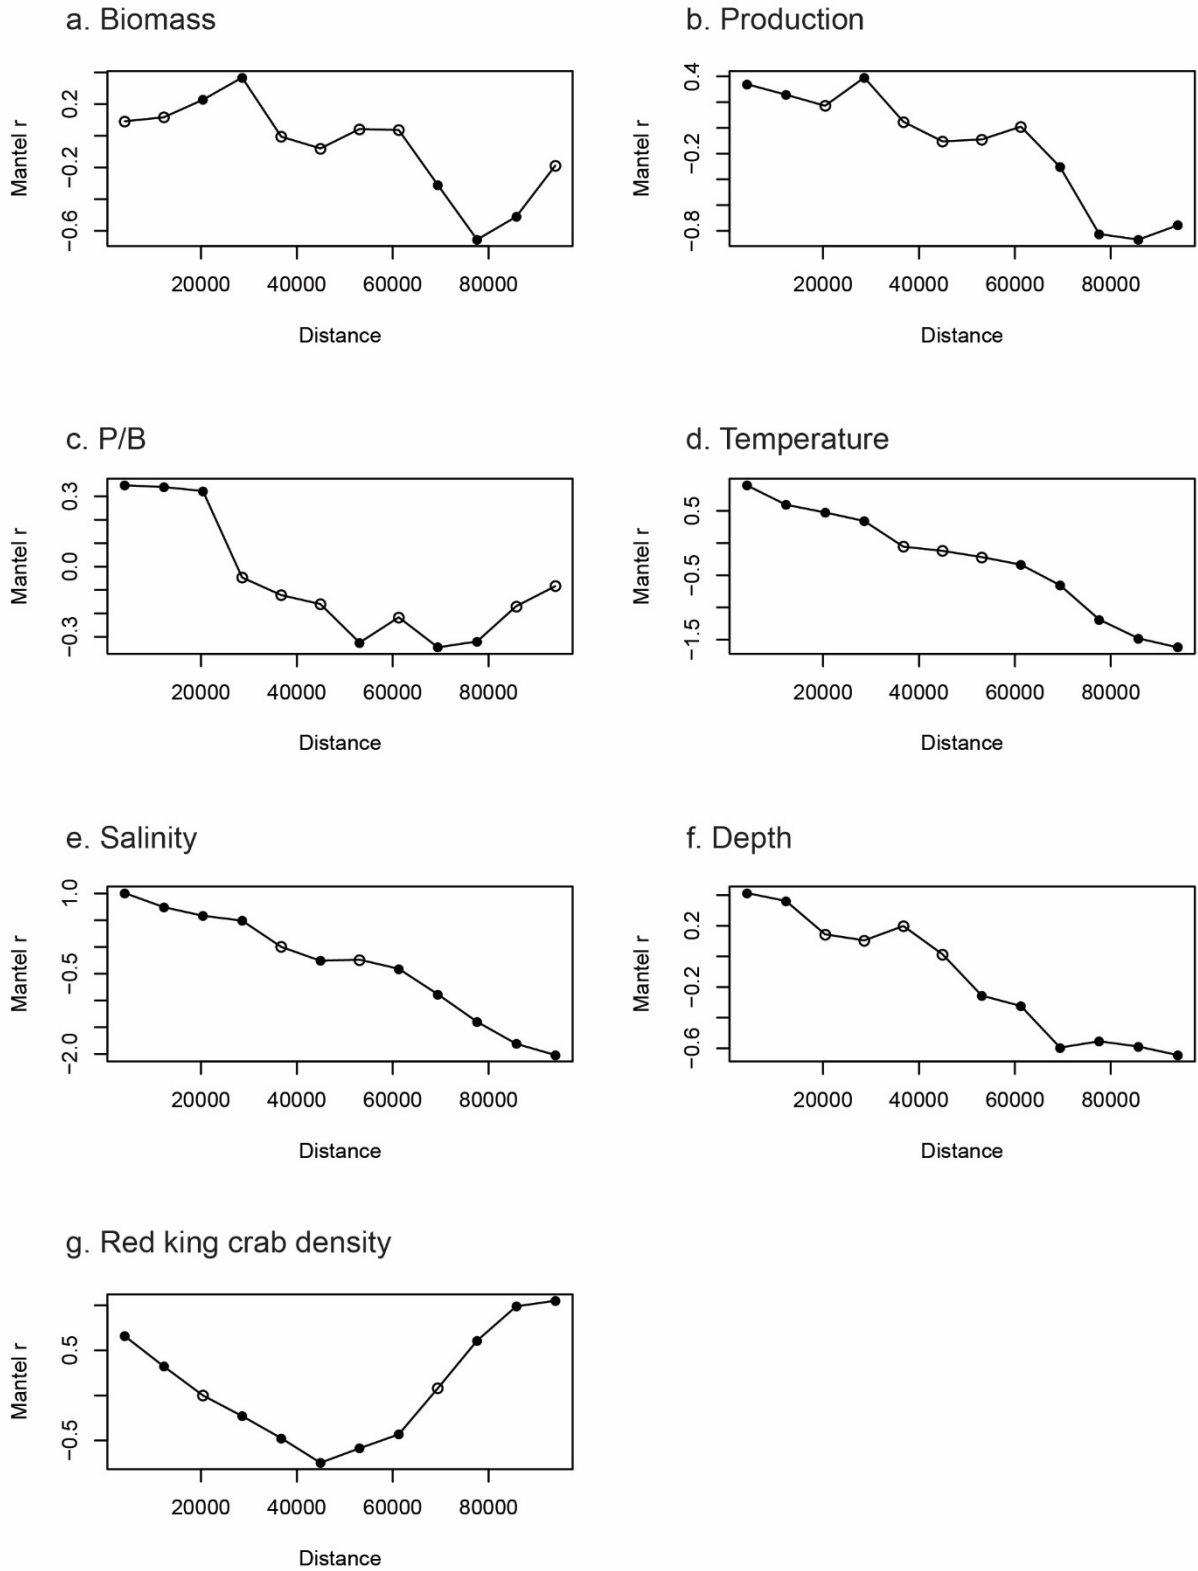 a. Biomass
Mantel r
0.2
−0.2
−0.6
20000 40000 60000 80000
Distance
b. Production
Mantel r
0.4
−0.2
−0.8
20000 40000 60000 80000
Distance
c. P/B
Mantel r
0.3
0.0
−0.3
20000 40000 60000 80000
Distance
d. Temperature
Mantel r
0.5
−0.5
−1.5
20000 40000 60000 80000
Distance
e. Salinity
Mantel r
1.0
−0.5
−2.0
20000 40000 60000 80000
Distance
f. Depth
Mantel r
0.2
−0.2
−0.6
20000 40000 60000 80000
Distance
g. Red king crab density
Mantel r
0.5
−0.5
20000 40000 60000 80000
Distance